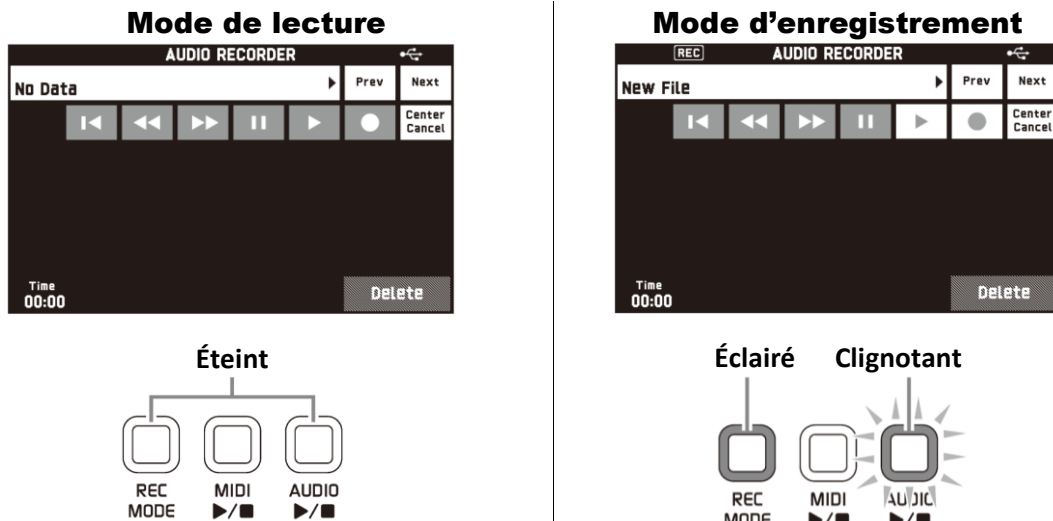 Mode de lecture
AUDIO RECORDER
No Data
Prev
Next
Center
Cancel
Time
00:00
Delete
Éteint
REC
MODE
MIDI
▶/■
AUDIO
▶/■
Mode d’enregistrement
REC
AUDIO RECORDER
New File
Prev
Next
Center
Cancel
Time
00:00
Delete
Éclairé
Clignotant
REC
MODE
MIDI
▶/■
AUDIO
▶/■